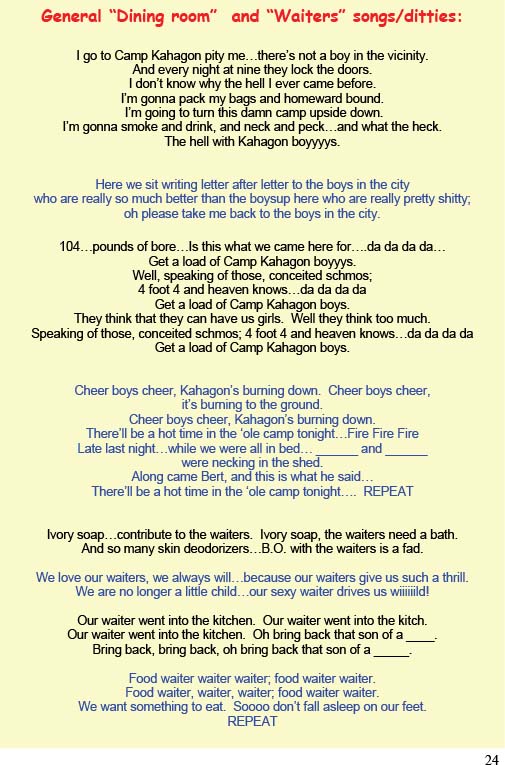 General “Dining room”  and “Waiters” songs/ditties:
I go to Camp Kahagon pity me…there’s not a boy in the vicinity.
And every night at nine they lock the doors.
I don’t know why the hell I ever came before.
I’m gonna pack my bags and homeward bound.
I’m going to turn this damn camp upside down.
I’m gonna smoke and drink, and neck and peck…and what the heck.
The hell with Kahagon boyyyys.
Here we sit writing letter after letter to the boys in the city
who are really so much better than the boysup here who are really pretty shitty;
oh please take me back to the boys in the city.
104…pounds of bore…Is this what we came here for….da da da da…
Get a load of Camp Kahagon boyyys.
Well, speaking of those, conceited schmos;
4 foot 4 and heaven knows…da da da da
Get a load of Camp Kahagon boys.
They think that they can have us girls.  Well they think too much.
Speaking of those, conceited schmos; 4 foot 4 and heaven knows…da da da da
Get a load of Camp Kahagon boys.
Cheer boys cheer, Kahagon’s burning down.  Cheer boys cheer,
it’s burning to the ground.
Cheer boys cheer, Kahagon’s burning down.
There’ll be a hot time in the ‘ole camp tonight…Fire Fire Fire
Late last night…while we were all in bed… ______ and ______
were necking in the shed.
Along came Bert, and this is what he said…
There’ll be a hot time in the ‘ole camp tonight….  REPEAT
Ivory soap…contribute to the waiters.  Ivory soap, the waiters need a bath.
And so many skin deodorizers…B.O. with the waiters is a fad.
We love our waiters, we always will…because our waiters give us such a thrill.
We are no longer a little child…our sexy waiter drives us wiiiiiild!
Our waiter went into the kitchen.  Our waiter went into the kitch.
Our waiter went into the kitchen.  Oh bring back that son of a ____.
Bring back, bring back, oh bring back that son of a _____.
Food waiter waiter waiter; food waiter waiter.
Food waiter, waiter, waiter; food waiter waiter.
We want something to eat.  Soooo don’t fall asleep on our feet.
REPEAT
24